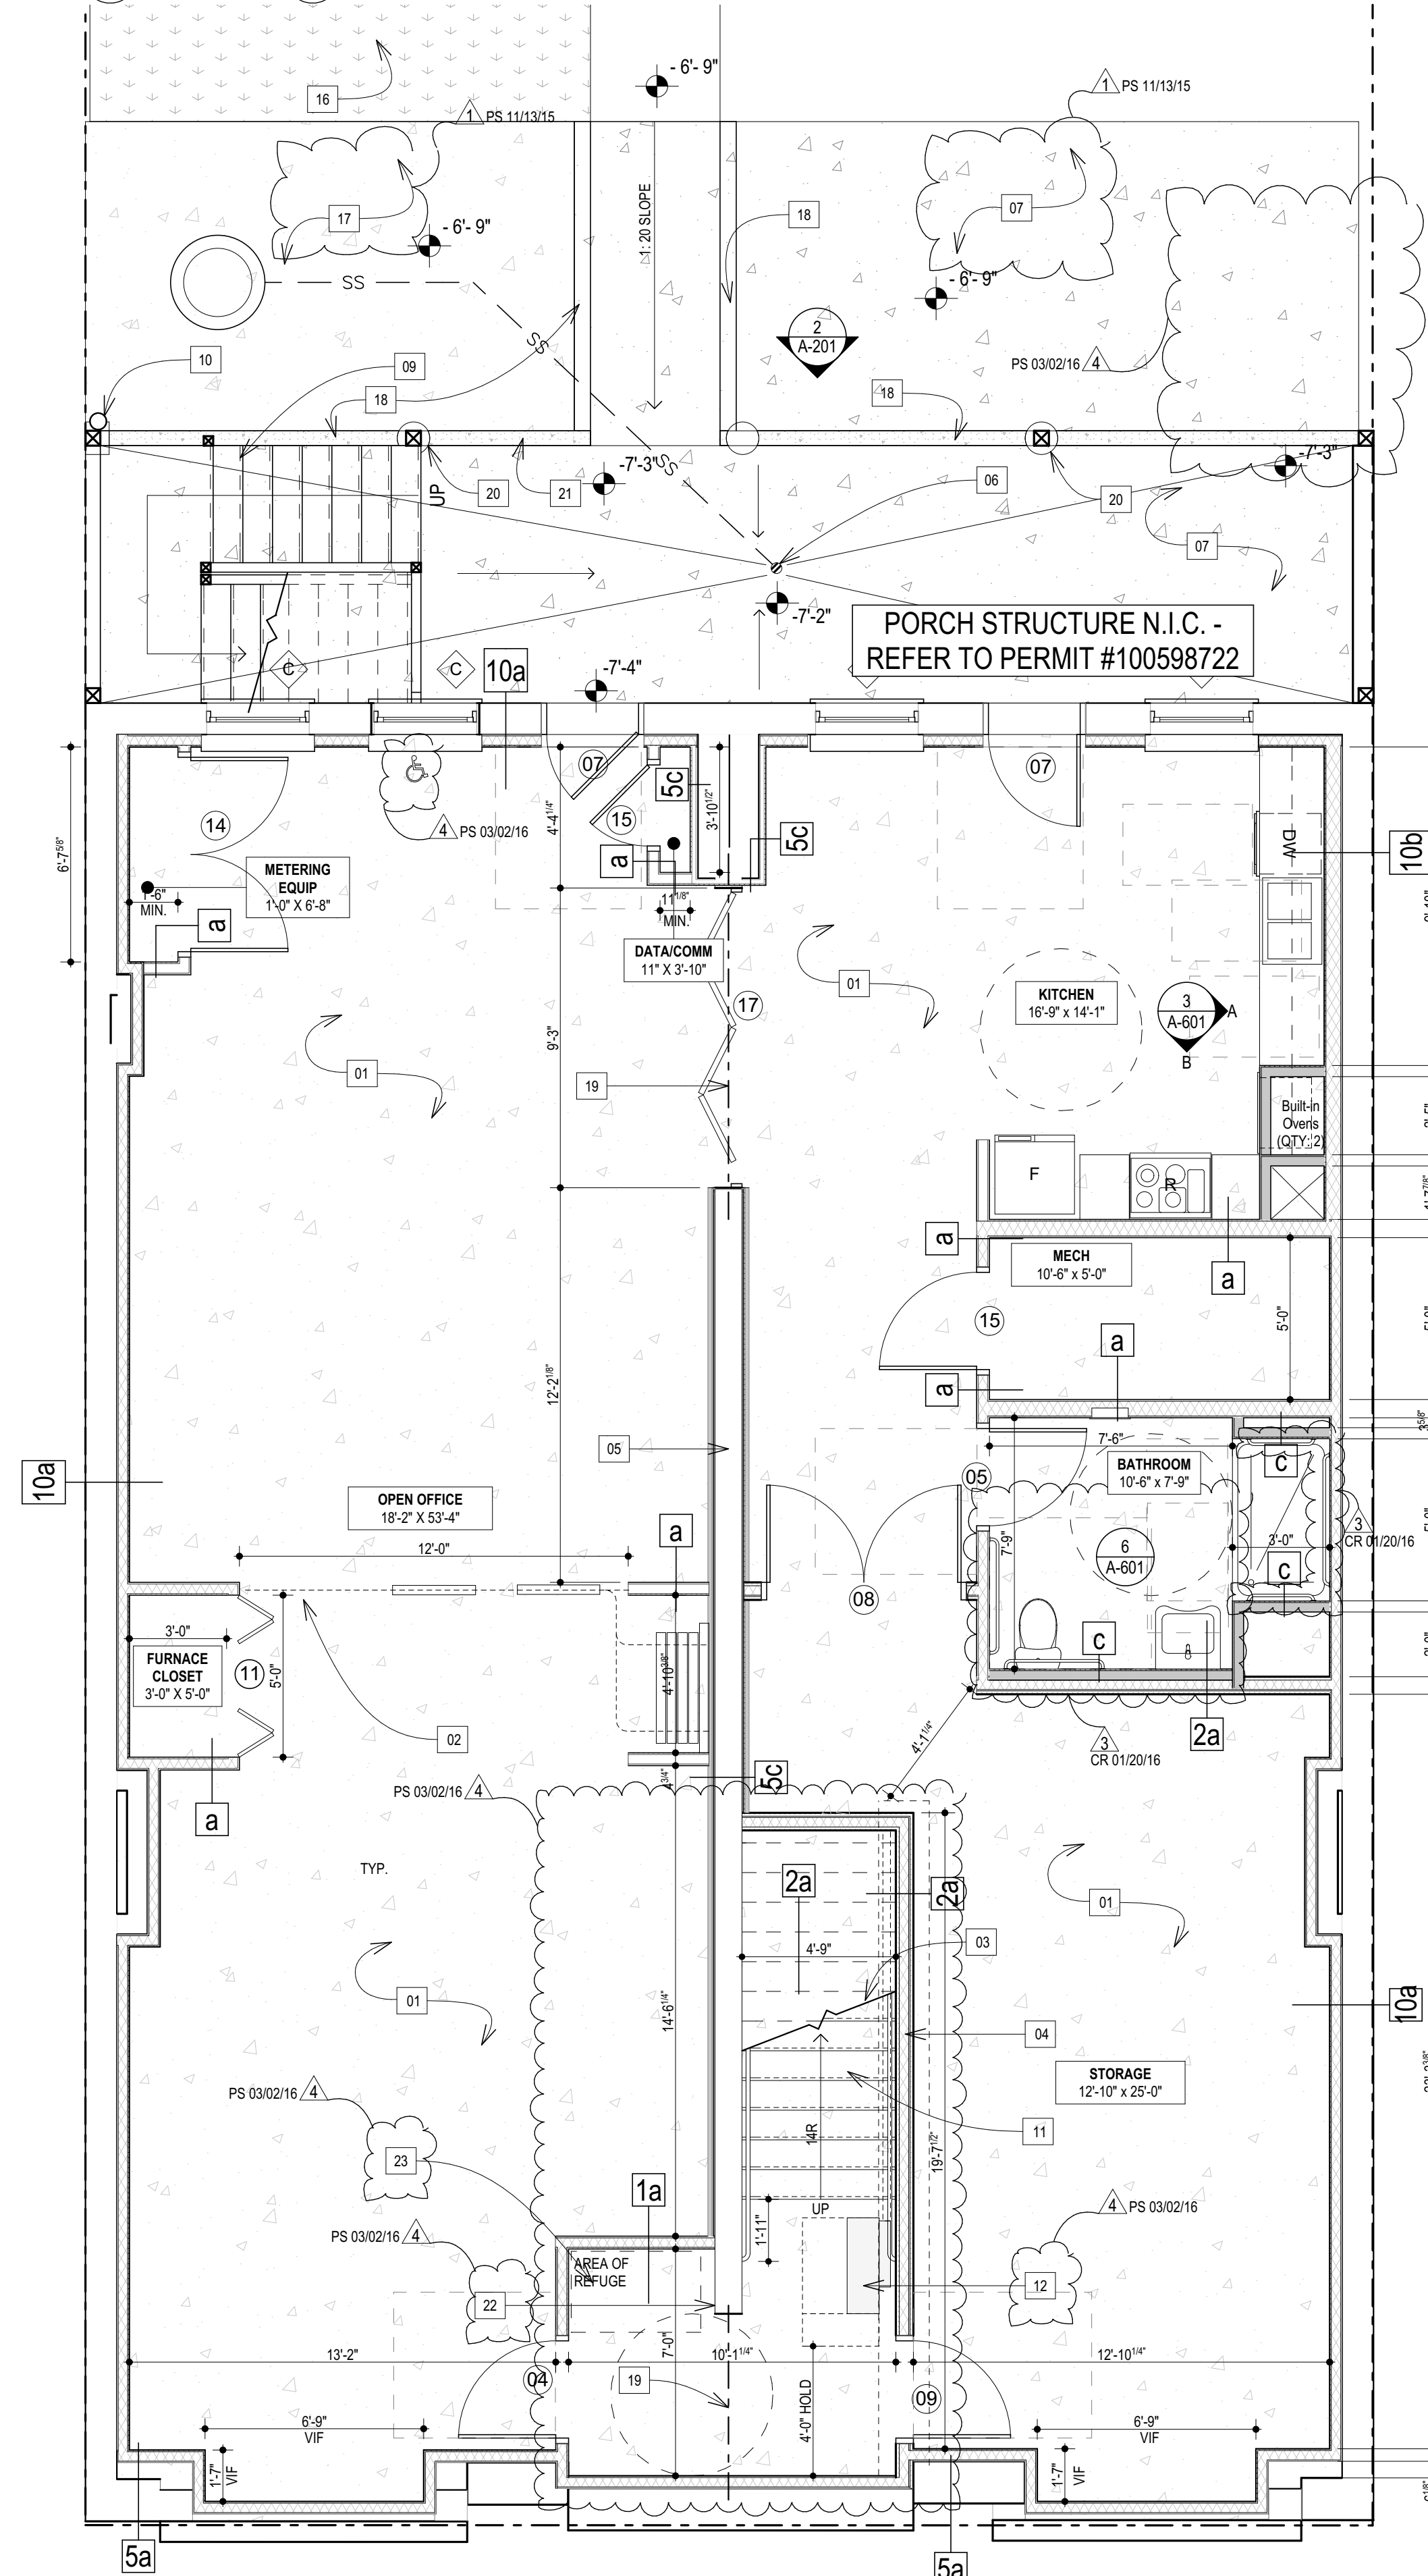 - 6'- 9"
1 PS 11/13/15
16
1 PS 11/13/15
17
- 6'- 9"
1: 20 SLOPE
18
07
- 6'- 9"
SS
SS
2
A-201
PS 03/02/16 4
10
09
18
18
-7'-3"
SS
-7'-3"
UP
20
21
06
20
07
-7'-2"
PORCH STRUCTURE N.I.C. -
REFER TO PERMIT #100598722
C
C
10a
-7'-4"
07
07
14
15
5c
5c
4 PS 03/02/16
4'-4 1/4"
3'-10 1/2"
6'-7 5/8"
DW
10b
METERING
EQUIP
1'-0" X 6'-8"
1'-6"
MIN.
a
a
11 1/8"
MIN.
DATA/COMM
11" X 3'-10"
17
01
KITCHEN
16'-9" x 14'-1"
3
A-601
A
B
9'-3"
01
19
Built-in
Ovens
(QTY: 2)
F
R
a
MECH
10'-6" x 5'-0"
a
15
5'-0"
a
a
12'-2 1/8"
05
7'-6"
BATHROOM
10'-6" x 7'-9"
c
05
10a
OPEN OFFICE
18'-2" X 53'-4"
a
12'-0"
7'-9"
6
A-601
3'-0"
3
CR 01/20/16
c
08
3'-0"
FURNACE
CLOSET
3'-0" X 5'-0"
11
5'-0"
4'-10 3/8"
c
02
2a
4'-1 1/4"
3
CR 01/20/16
a
PS 03/02/16 4
4 3/4"
5c
TYP.
2a
2a
01
4'-9"
03
01
14'-6 1/4"
04
10a
STORAGE
12'-10" x 25'-0"
PS 03/02/16 4
23
14R
11
19'-7 1/2"
1a
UP
4 PS 03/02/16
PS 03/02/16 4
1'-11"
AREA OF
REFUGE
22
12
13'-2"
7'-0"
10'-1 1/4"
12'-10 1/4"
04
19
4'-0" HOLD
09
6'-9"
VIF
6'-9"
VIF
1'-7"
VIF
1'-7"
VIF
5a
5a